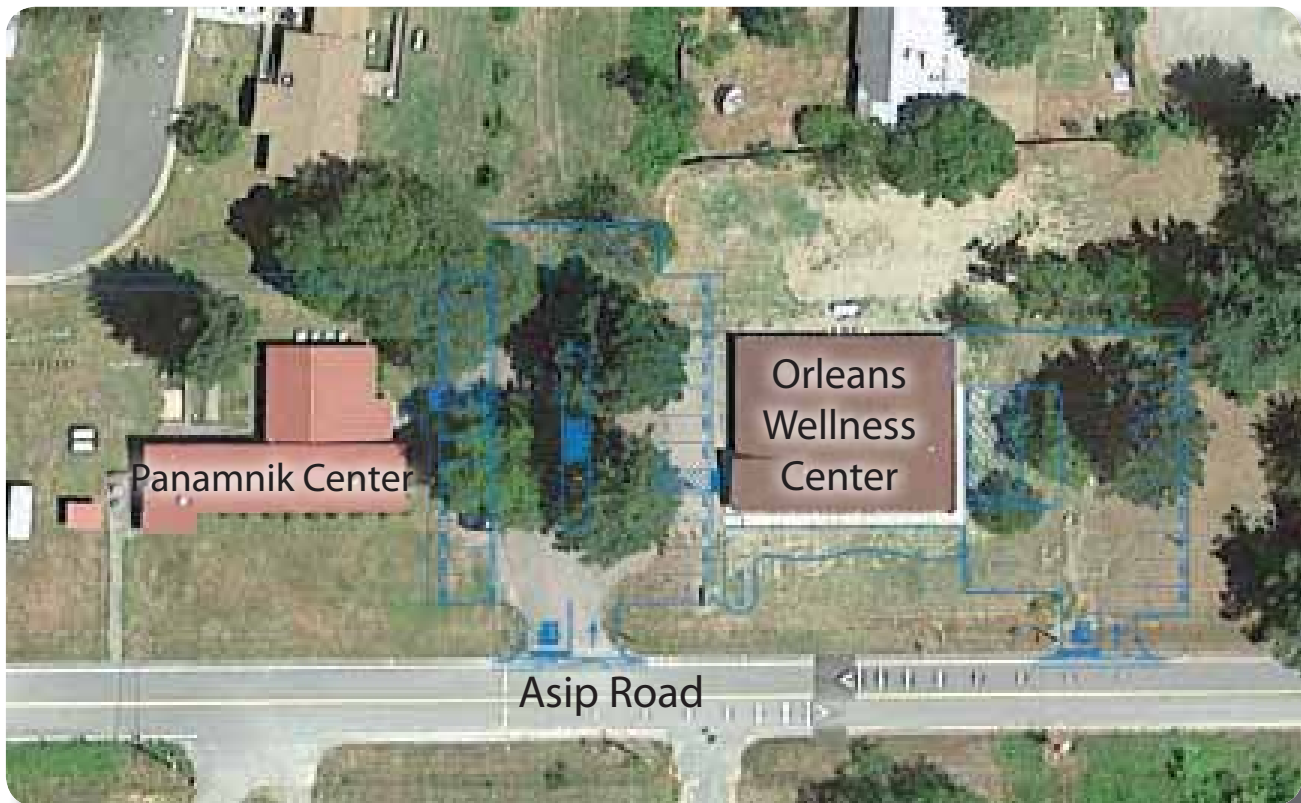 Orleans
Wellness
Center
Panamnik Center
Asip Road